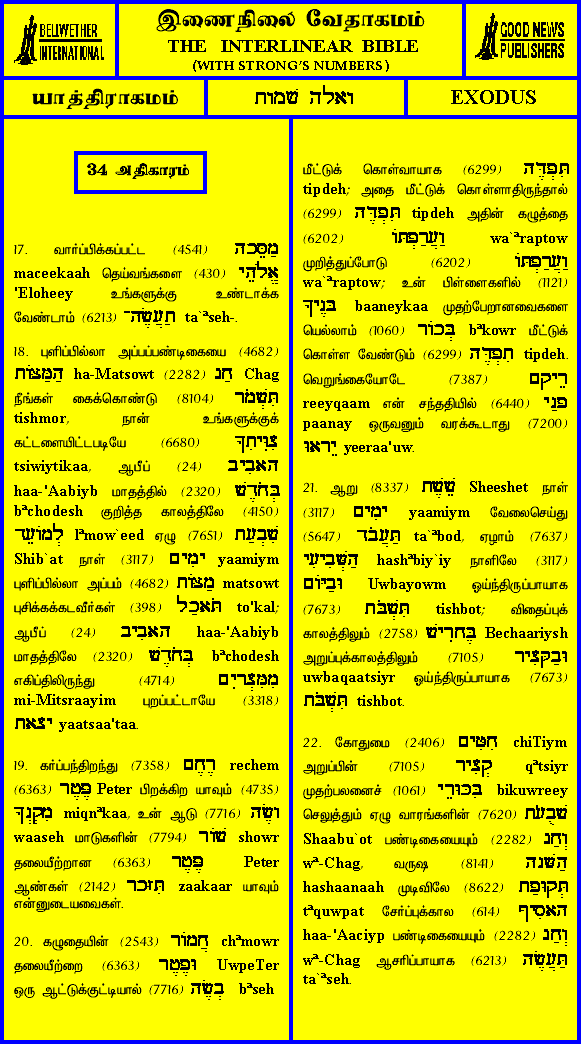 BELLWETHER
INTERNATIONAL
இணைநிலை வேதாகமம்
THE INTERLINEAR BIBLE
(WITH STRONG'S NUMBERS)
GOOD NEWS
PUBLISHERS
யாத்திராகமம்
ואלה שמות
EXODUS
34 அதிகாரம்
17. வார்ப்பிக்கப்பட்ட (4541) מַסֵּכָה
maceekaah தெய்வங்களை (430) אֱלֹהֵי
'Eloheey உங்களுக்கு உண்டாக்க
வேண்டாம் (6213) תַעֲשֶׂה־ ta`ªseh-.
18. புளிப்பில்லா அப்பப்பண்டிகையை (4682)
הַמַּצּוֹת ha-Matsowt (2282) חַג Chag
நீங்கள் கைக்கொண்டு (8104) תִּשְׁמֹר
tishmor, நான் உங்களுக்குக்
கட்டளையிட்டபடியே (6680) צִוִּיתִךָ
tsiwiytikaa, ஆபீப் (24) הָאָבִיב
haa-'Aabiyb மாதத்தில் (2320) בְּחֹדֶשׁ
bªchodesh குறித்த காலத்திலே (4150)
לְמוֹעֵד lªmow`eed ஏழு (7651) שִׁבְעַת
Shib`at நாள் (3117) יָמִים yaamiym
புளிப்பில்லா அப்பம் (4682) מַצּוֹת matsowt
புசிக்கக்கடவீர்கள் (398) תֹּאכַל to'kal;
ஆபீப் (24) הָאָבִיב haa-'Aabiyb
மாதத்திலே (2320) בְּחֹדֶשׁ bªchodesh
எகிப்திலிருந்து (4714) מִמִּצְרָיִם
mi-Mitsraayim புறப்பட்டாயே (3318)
יָצָאתָ yaatsaa'taa.
19. கர்ப்பந்திறந்து (7358) רֶחֶם rechem
(6363) פֶּטֶר Peter பிறக்கிற யாவும் (4735)
מִקְנְךָ miqnªkaa, உன் ஆடு (7716) וָשֶׂה
waaseh மாடுகளின் (7794) שׁוֹר showr
தலையீற்றான (6363) פֶּטֶר Peter
ஆண்கள் (2142) תִּזָּכָר zaakaar யாவும்
என்னுடையவைகள்.
20. கழுதையின் (2543) חֲמוֹר chªmowr
தலையீற்றை (6363) וּפֶטֶר UwpeTer
ஒரு ஆட்டுக்குட்டியால் (7716) בְשֶׂה bªseh
மீட்டுக் கொள்வாயாக (6299) תִּפְדֶּה
tipdeh; அதை மீட்டுக் கொள்ளாதிருந்தால்
(6299) תִפְדֶּה tipdeh அதின் கழுத்தை
(6202) וַעֲרַפְתּוֹ wa`ªraptow
முறித்துப்போடு (6202) וַעֲרַפְתּוֹ
wa`ªraptow; உன் பிள்ளைகளில் (1121)
בָּנֶיךָ baaneykaa முதற்பேறானவைகளை
யெல்லாம் (1060) בְּכוֹר bªkowr மீட்டுக்
கொள்ள வேண்டும் (6299) תִּפְדֶּה tipdeh.
வெறுங்கையோடே (7387) רֵיקָם
reeyqaam என் சந்ததியில் (6440) פָנַי
paanay ஒருவனும் வரக்கூடாது (7200)
יֵרָאוּ yeeraa'uw.
21. ஆறு (8337) שֵׁשֶׁת Sheeshet நாள்
(3117) יָמִים yaamiym வேலைசெய்து
(5647) תַּעֲבֹד ta`ªbod, ஏழாம் (7637)
הַשְּׁבִיעִי hashªbiy`iy நாளிலே (3117)
וּבַיּוֹם Uwbayowm ஓய்ந்திருப்பாயாக
(7673) תִּשְׁבֹּת tishbot; விதைப்புக்
காலத்திலும் (2758) בֶּחָרִישׁ Bechaariysh
அறுப்புக்காலத்திலும் (7105) וּבַקָּצִיר
uwbaqaatsiyr ஓய்ந்திருப்பாயாக (7673)
תִּשְׁבֹּת tishbot.
22. கோதுமை (2406) חִטִּים chiTiym
அறுப்பின் (7105) קְצִיר qªtsiyr
முதற்பலனைச் (1061) בִּכּוּרֵי bikuwreey
செலுத்தும் ஏழு வாரங்களின் (7620) שָׁבֻעֹת
Shaabu`ot பண்டிகையையும் (2282) וְחַג
wª-Chag, வருஷ (8141) הַשָּׁנָה
hashaanaah முடிவிலே (8622) תְּקוּפַת
tªquwpat சேர்ப்புக்கால (614) הָאָסִיף
haa-'Aaciyp பண்டிகையையும் (2282) וְחַג
wª-Chag ஆசரிப்பாயாக (6213) תַּעֲשֶׂה
ta`ªseh.